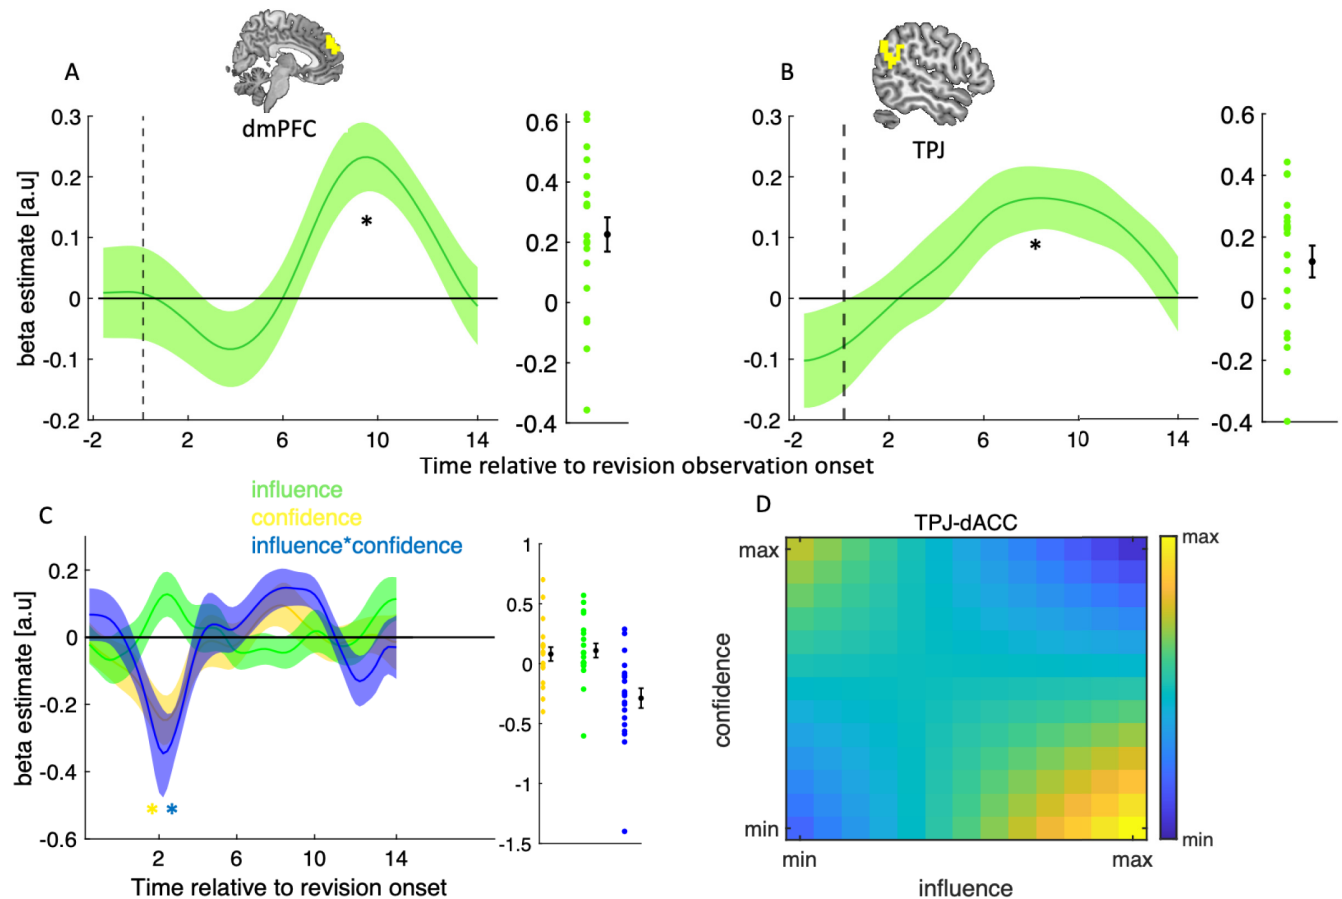 A
dmPFC
0.3
0.2
0.1
0
-0.1
-0.2
beta estimate [a.u]
-2
2
6
10
14
0.6
0.4
0.2
0
-0.2
-0.4
*
B
TPJ
0.3
0.2
0.1
0
-0.1
-0.2
-2
2
6
10
14
0.6
0.4
0.2
0
-0.2
-0.4
*
Time relative to revision observation onset
C
influence
confidence
influence*confidence
0.2
0
-0.2
-0.4
-0.6
beta estimate [a.u]
* *
2
6
10
14
Time relative to revision onset
1
0.5
0
-0.5
-1
-1.5
D
TPJ-dACC
max
min
confidence
min
max
influence
max
min